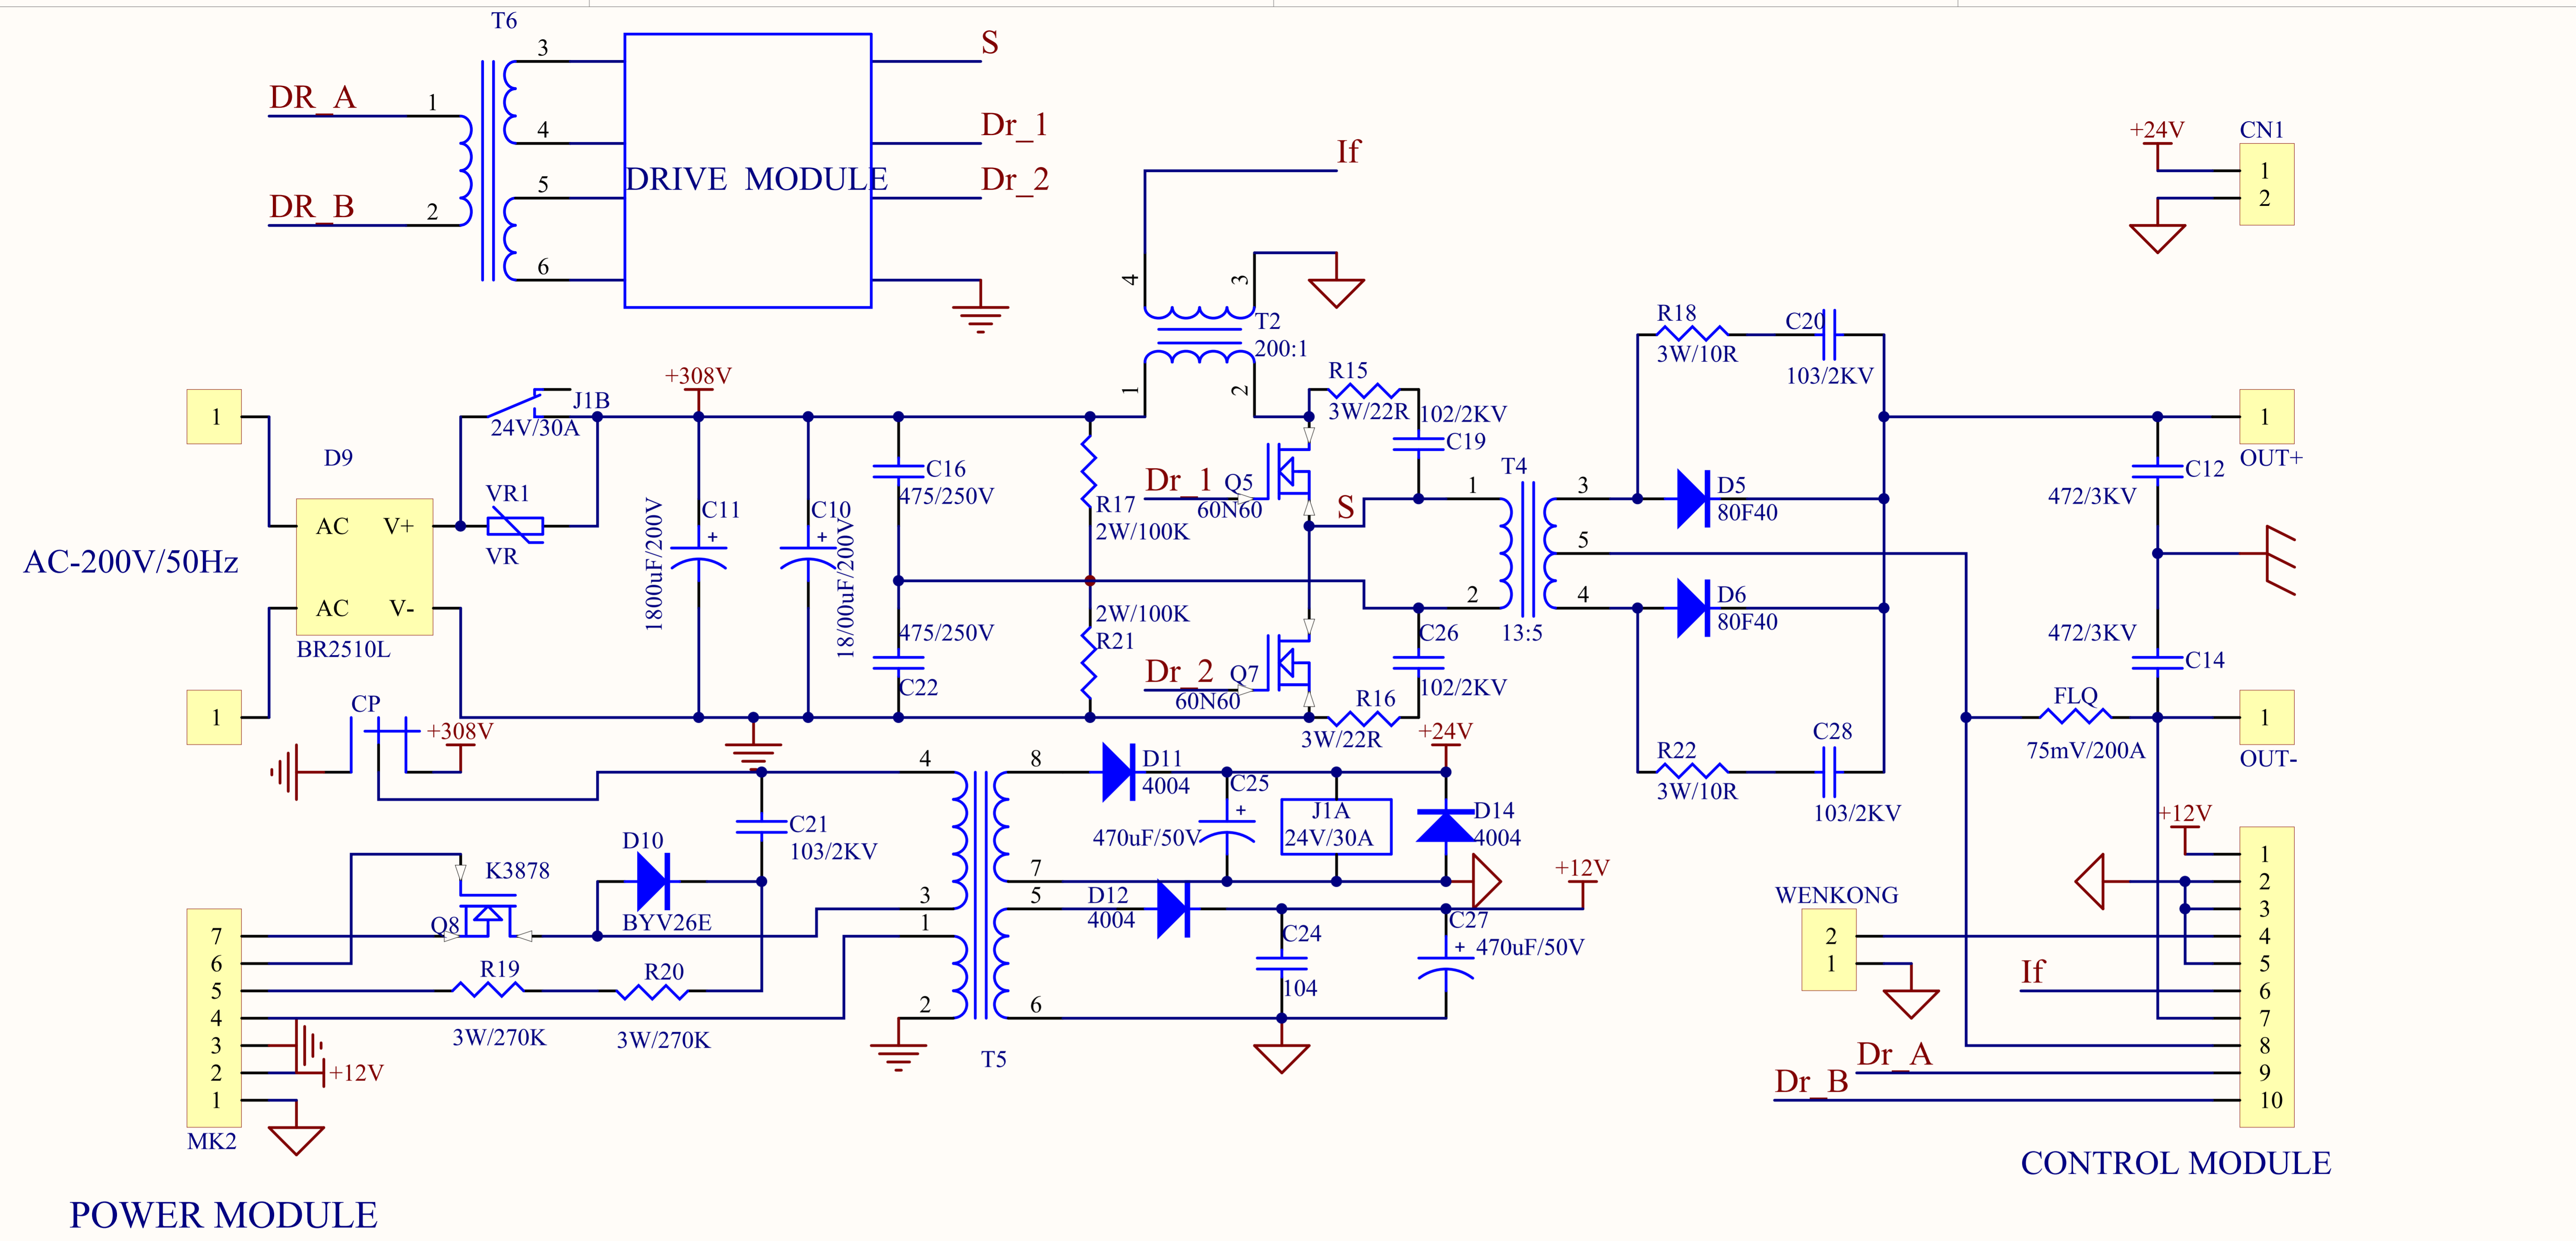 T6
3
S
DR_A
1
4
Dr_1
DRIVE MODULE
5
Dr_2
DR_B
2
6
If
4
3
T2
200:1
1
2
+24V
CN1
1
2
1
J1B
24V/30A
+308V
D9
AC V+
AC V-
BR2510L
AC-200V/50Hz
VR1
VR
C11
1800uF/200V
+
C10
18/00uF/200V
+
C16
475/250V
475/250V
C22
R17
2W/100K
2W/100K
R21
R15
3W/22R
102/2KV
C19
Dr_1
Q5
60N60
S
Dr_2
Q7
60N60
C26
102/2KV
R16
3W/22R
T4
1
2
3
5
4
13:5
R18
3W/10R
C20
103/2KV
D5
80F40
D6
80F40
R22
3W/10R
C28
103/2KV
1
OUT+
C12
472/3KV
472/3KV
C14
FLQ
75mV/200A
1
OUT-
1
CP
+308V
4
3
1
2
8
7
5
6
T5
C21
103/2KV
D10
BYV26E
K3878
Q8
R19
3W/270K
R20
3W/270K
7
6
5
4
3
2
1
+12V
MK2
D11
4004
C25
+
470uF/50V
J1A
24V/30A
+24V
D14
4004
D12
4004
+12V
C24
104
C27
+
470uF/50V
WENKONG
2
1
If
Dr_A
Dr_B
+12V
1
2
3
4
5
6
7
8
9
10
CONTROL MODULE
POWER MODULE